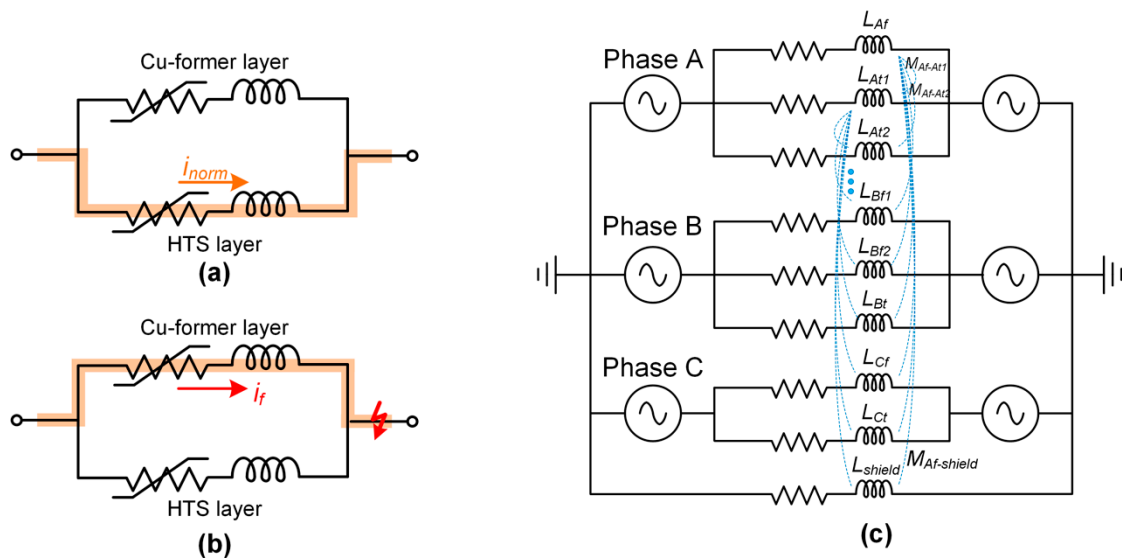 Cu-former layer
i_norm
HTS layer
(a)
Cu-former layer
i_f
HTS layer
(b)
Phase A
L_Af
M_Af-At1
L_At1
M_Af-At2
L_At2
L_Bf1
Phase B
L_Bf2
L_Bt
Phase C
L_Cf
L_Ct
L_shield
M_Af-shield
(c)